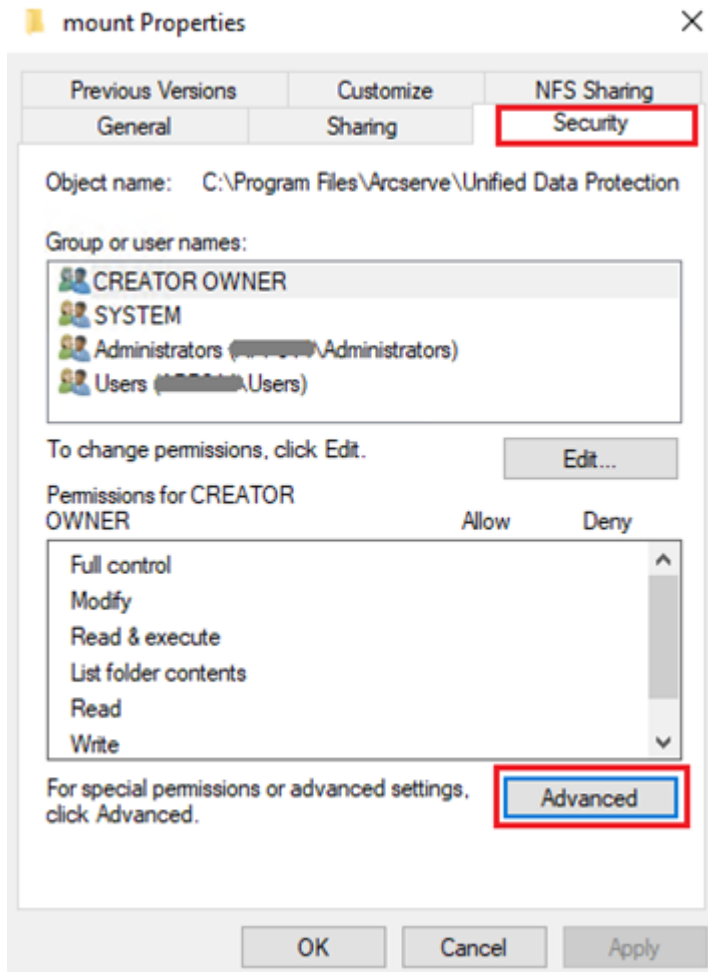 mount Properties
Previous Versions Customize NFS Sharing
General Sharing Security
Object name: C:\Program Files\Arcserve\Unified Data Protection
Group or user names:
CREATOR OWNER
SYSTEM
Administrators ( \Administrators)
Users ( \Users)
To change permissions, click Edit.
Edit...
Permissions for CREATOR
OWNER Allow Deny
Full control
Modify
Read & execute
List folder contents
Read
Write
For special permissions or advanced settings,
click Advanced.
Advanced
OK Cancel Apply